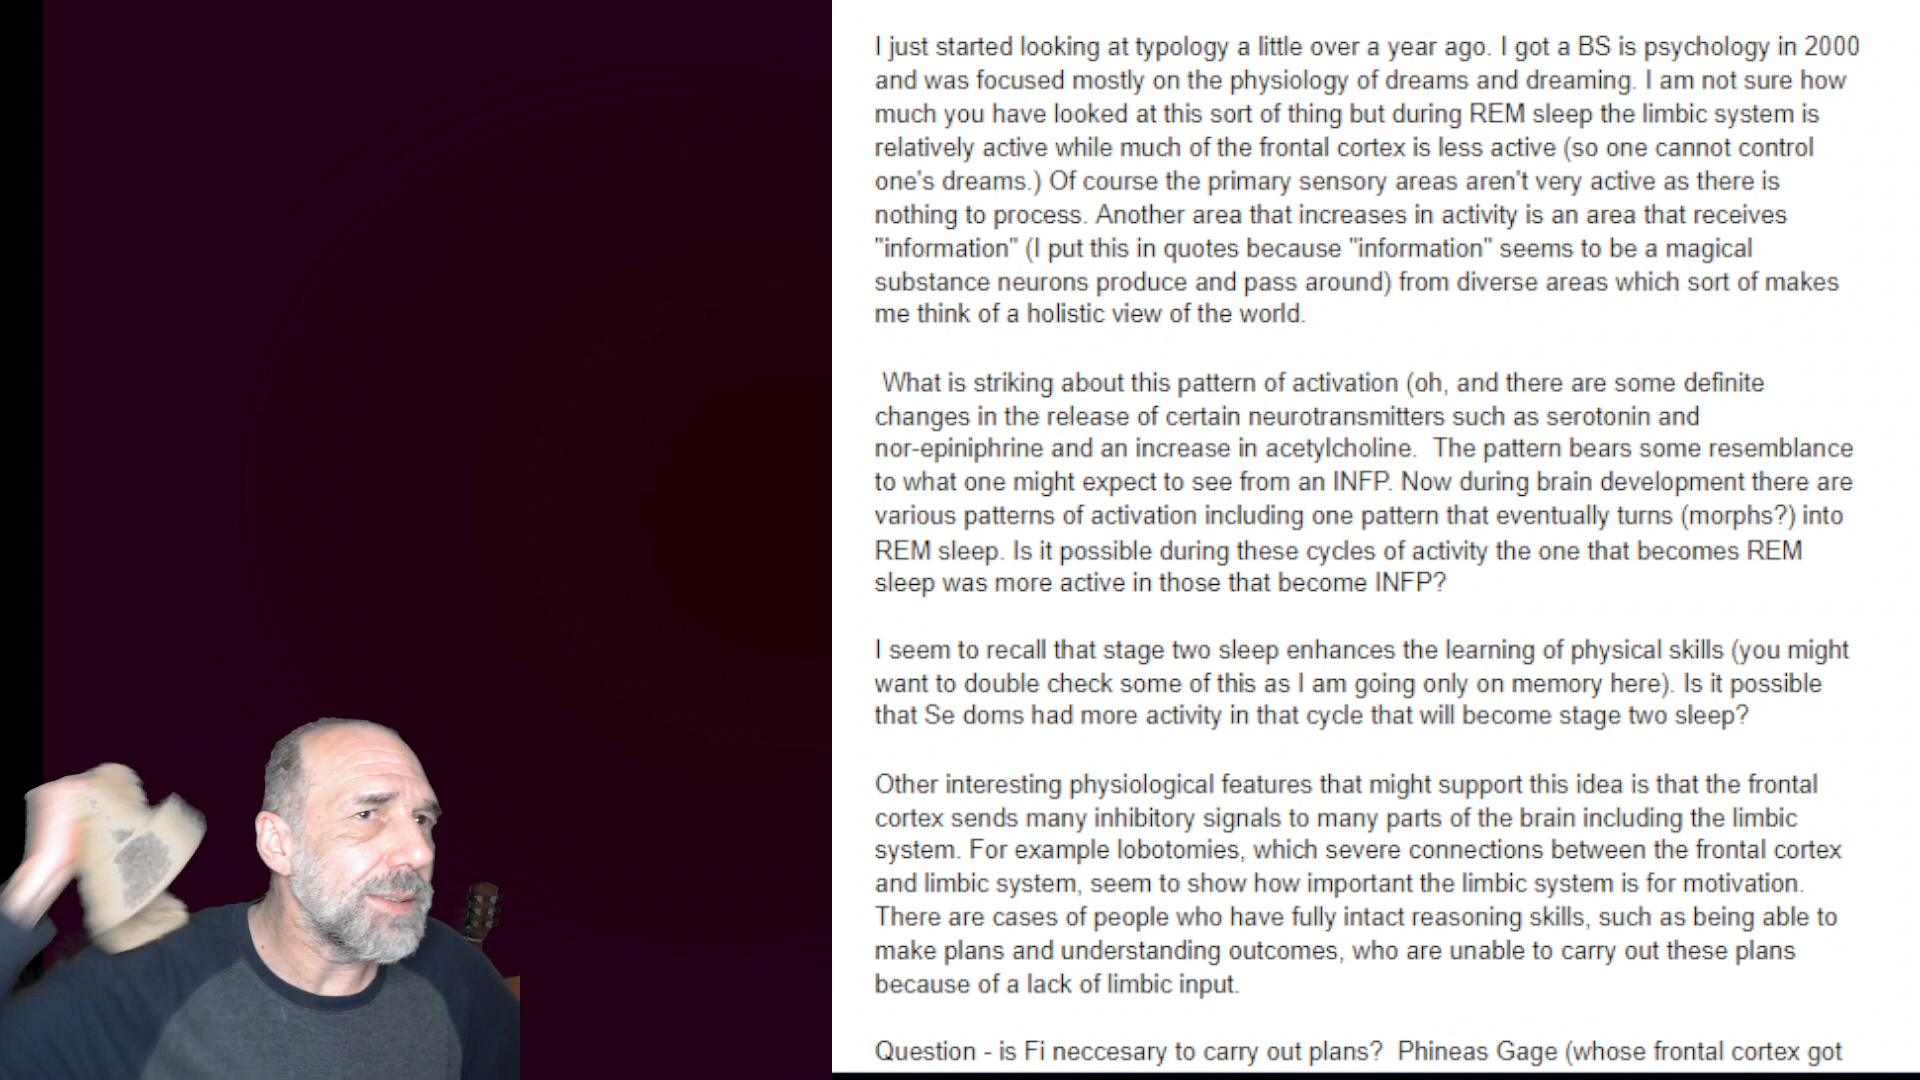 I just started looking at typology a little over a year ago. I got a BS is psychology in 2000
and was focused mostly on the physiology of dreams and dreaming. I am not sure how
much you have looked at this sort of thing but during REM sleep the limbic system is
relatively active while much of the frontal cortex is less active (so one cannot control
one's dreams.) Of course the primary sensory areas aren't very active as there is
nothing to process. Another area that increases in activity is an area that receives
"information" (I put this in quotes because "information" seems to be a magical
substance neurons produce and pass around) from diverse areas which sort of makes
me think of a holistic view of the world.
What is striking about this pattern of activation (oh, and there are some definite
changes in the release of certain neurotransmitters such as serotonin and
nor-epiniphrine and an increase in acetylcholine.  The pattern bears some resemblance
to what one might expect to see from an INFP. Now during brain development there are
various patterns of activation including one pattern that eventually turns (morphs?) into
REM sleep. Is it possible during these cycles of activity the one that becomes REM
sleep was more active in those that become INFP?
I seem to recall that stage two sleep enhances the learning of physical skills (you might
want to double check some of this as I am going only on memory here). Is it possible
that Se doms had more activity in that cycle that will become stage two sleep?
Other interesting physiological features that might support this idea is that the frontal
cortex sends many inhibitory signals to many parts of the brain including the limbic
system. For example lobotomies, which severe connections between the frontal cortex
and limbic system, seem to show how important the limbic system is for motivation.
There are cases of people who have fully intact reasoning skills, such as being able to
make plans and understanding outcomes, who are unable to carry out these plans
because of a lack of limbic input.
Question - is Fi neccesary to carry out plans?  Phineas Gage (whose frontal cortex got